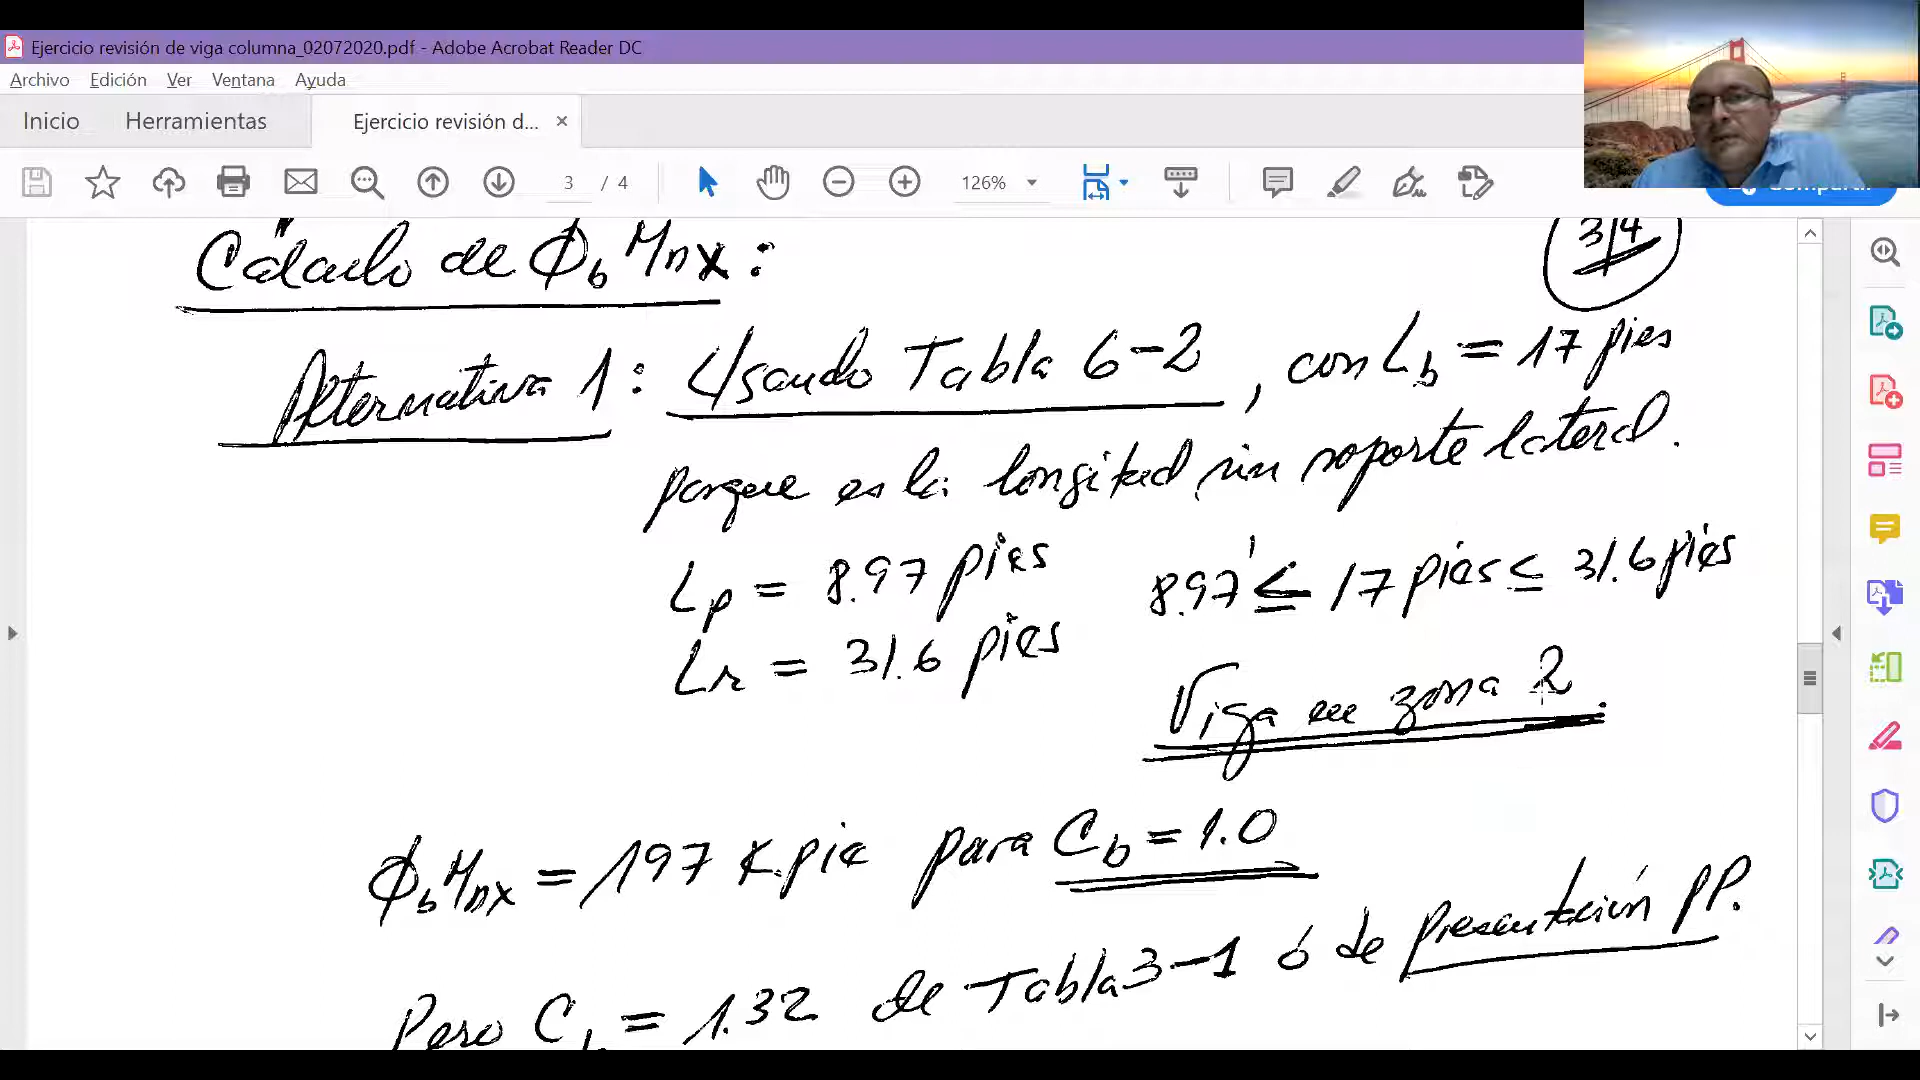 Ejercicio revisión de viga columna_02072020.pdf - Adobe Acrobat Reader DC
Archivo Edición Ver Ventana Ayuda
Inicio Herramientas Ejercicio revisión d... ×
3 / 4 126%
Cálculo de ϕb Mnx :
3/4
Alternativa 1 : Usando Tabla 6-2 , con Lb = 17 pies
porque es la longitud sin soporte lateral.
Lp = 8.97 pies 8.97' ≤ 17 pies ≤ 31.6 pies
Lr = 31.6 pies
Viga en zona 2.
ϕb Mnx = 197 K.pie para Cb = 1.0
Pero Cb = 1.32 de Tabla 3-1 ó de presentación PP.